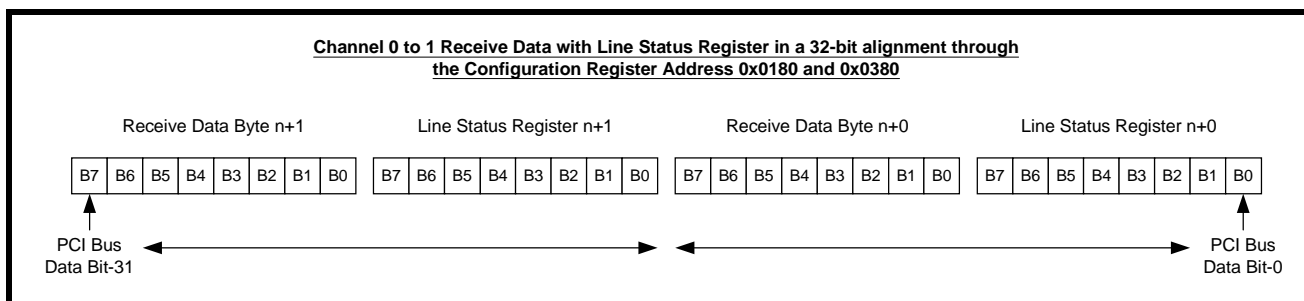 Channel 0 to 1 Receive Data with Line Status Register in a 32-bit alignment through
the Configuration Register Address 0x0180 and 0x0380
Receive Data Byte n+1 Line Status Register n+1 Receive Data Byte n+0 Line Status Register n+0
B7 B6 B5 B4 B3 B2 B1 B0 B7 B6 B5 B4 B3 B2 B1 B0 B7 B6 B5 B4 B3 B2 B1 B0 B7 B6 B5 B4 B3 B2 B1 B0
PCI Bus
Data Bit-31
PCI Bus
Data Bit-0